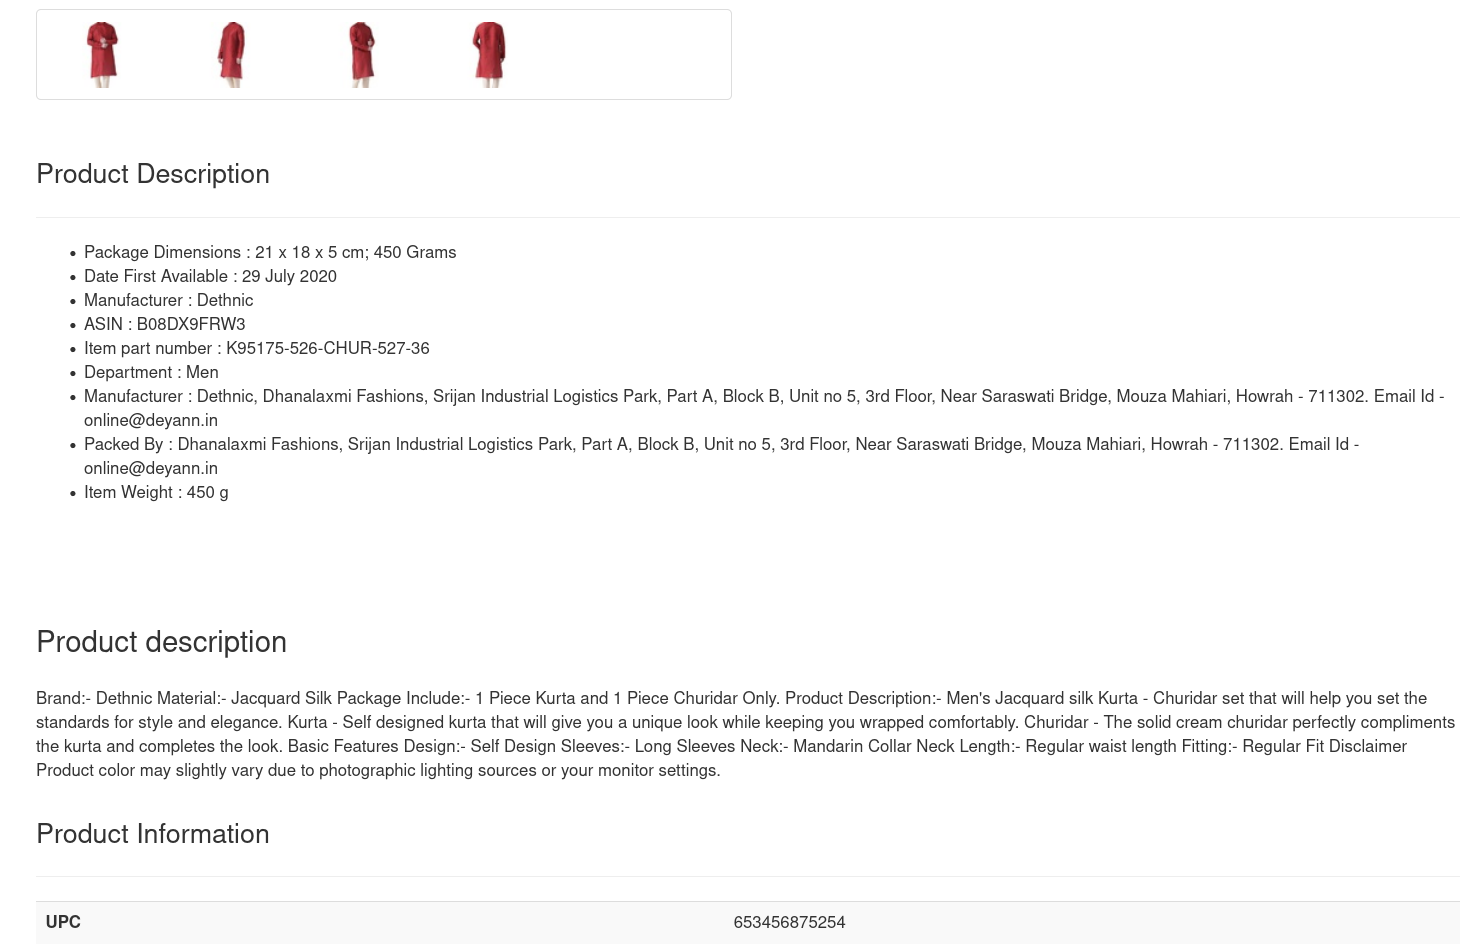 Product Description
Package Dimensions : 21 x 18 x 5 cm; 450 Grams
Date First Available : 29 July 2020
Manufacturer : Dethnic
ASIN : B08DX9FRW3
Item part number : K95175-526-CHUR-527-36
Department : Men
Manufacturer : Dethnic, Dhanalaxmi Fashions, Srijan Industrial Logistics Park, Part A, Block B, Unit no 5, 3rd Floor, Near Saraswati Bridge, Mouza Mahiari, Howrah - 711302. Email Id -
online@deyann.in
Packed By : Dhanalaxmi Fashions, Srijan Industrial Logistics Park, Part A, Block B, Unit no 5, 3rd Floor, Near Saraswati Bridge, Mouza Mahiari, Howrah - 711302. Email Id -
online@deyann.in
Item Weight : 450 g
Product description
Brand:- Dethnic Material:- Jacquard Silk Package Include:- 1 Piece Kurta and 1 Piece Churidar Only. Product Description:- Men's Jacquard silk Kurta - Churidar set that will help you set the
standards for style and elegance. Kurta - Self designed kurta that will give you a unique look while keeping you wrapped comfortably. Churidar - The solid cream churidar perfectly compliments
the kurta and completes the look. Basic Features Design:- Self Design Sleeves:- Long Sleeves Neck:- Mandarin Collar Neck Length:- Regular waist length Fitting:- Regular Fit Disclaimer
Product color may slightly vary due to photographic lighting sources or your monitor settings.
Product Information
UPC 653456875254